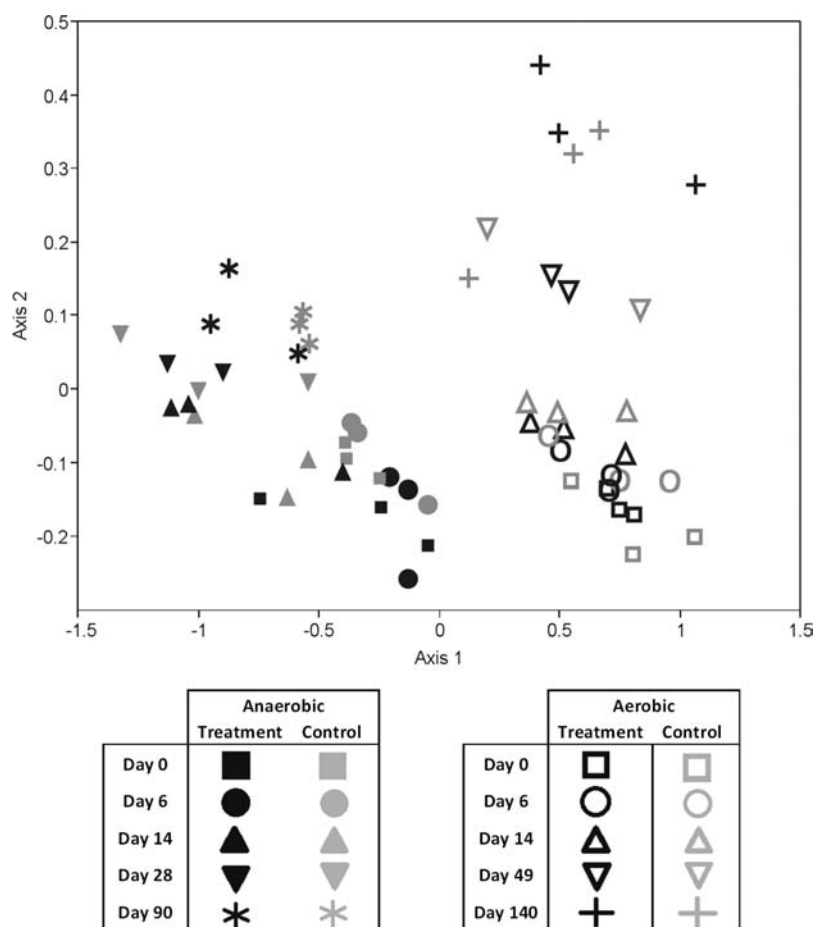 0.5
0.4
0.3
0.2
0.1
0
-0.1
-0.2
Axis 2
-1.5 -1 -0.5 0 0.5 1 1.5
Axis 1
Anaerobic
Treatment Control
Day 0
Day 6
Day 14
Day 28
Day 90
Aerobic
Treatment Control
Day 0
Day 6
Day 14
Day 49
Day 140